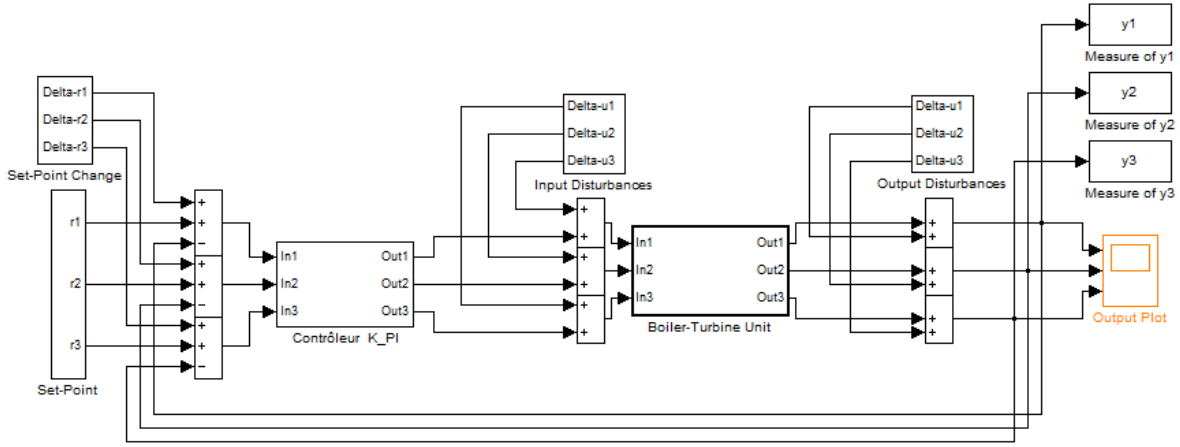 y1
Measure of y1
y2
Measure of y2
y3
Measure of y3
Delta-r1
Delta-r2
Delta-r3
Set-Point Change
r1
r2
r3
Set-Point
+
+
−
+
+
−
+
+
−
In1
In2
In3
Out1
Out2
Out3
Contrôleur K_PI
Delta-u1
Delta-u2
Delta-u3
Input Disturbances
+
+
+
+
+
+
In1
In2
In3
Out1
Out2
Out3
Boiler-Turbine Unit
Delta-u1
Delta-u2
Delta-u3
Output Disturbances
+
+
+
+
+
+
Output Plot